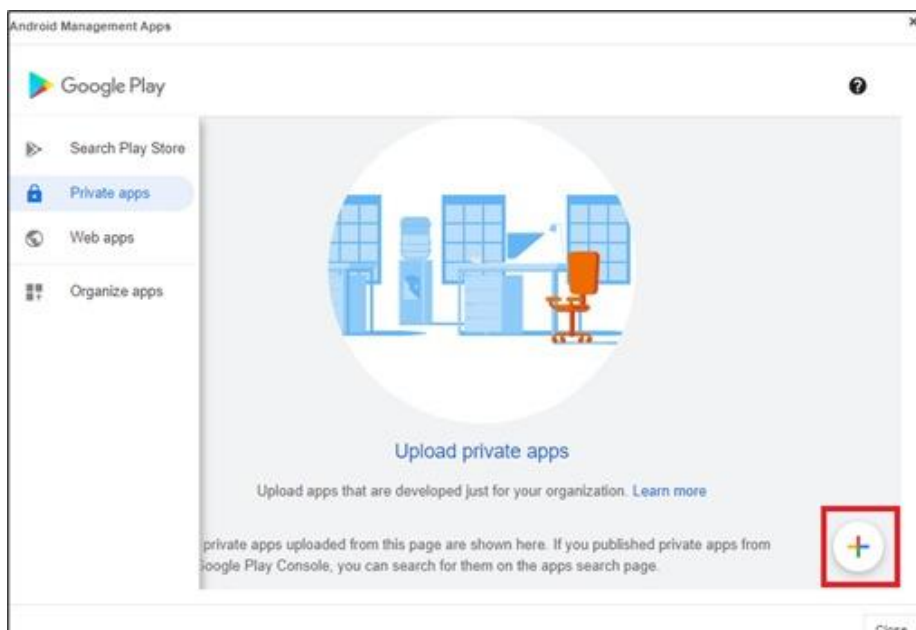 Android Management Apps
Google Play
Search Play Store
Private apps
Web apps
Organize apps
Upload private apps
Upload apps that are developed just for your organization. Learn more
private apps uploaded from this page are shown here. If you published private apps from
Google Play Console, you can search for them on the apps search page.
Close